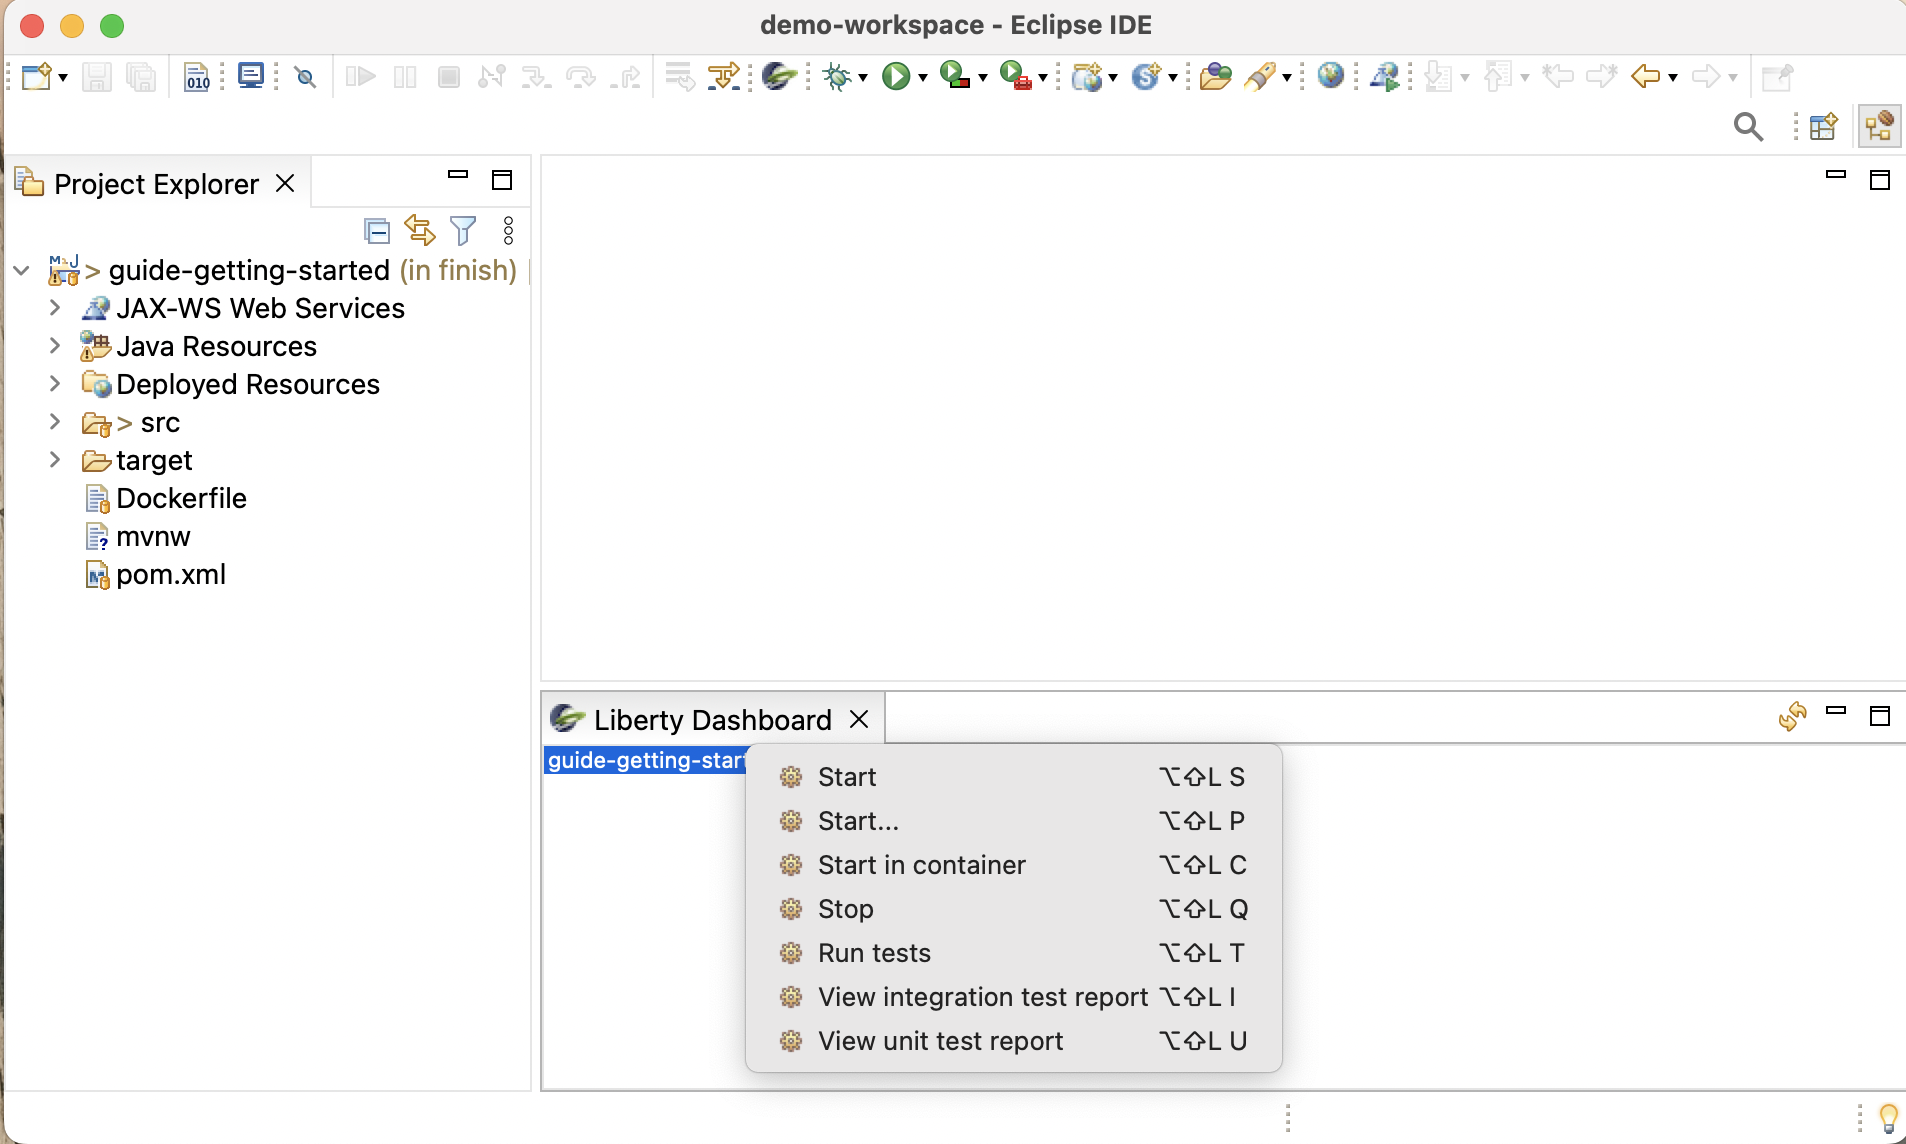 demo-workspace - Eclipse IDE
010
Project Explorer
> guide-getting-started (in finish)
JAX-WS Web Services
Java Resources
Deployed Resources
> src
target
Dockerfile
mvnw
pom.xml
Liberty Dashboard
guide-getting-start
Start ⌥⇧L S
Start... ⌥⇧L P
Start in container ⌥⇧L C
Stop ⌥⇧L Q
Run tests ⌥⇧L T
View integration test report ⌥⇧L I
View unit test report ⌥⇧L U